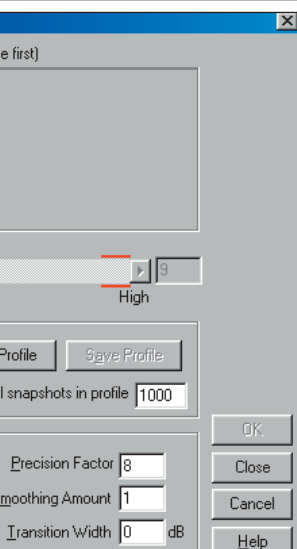 e first)
9
High
Profile Save Profile
l snapshots in profile 1000
OK
Precision Factor 8
Close
moothing Amount 1
Cancel
Transition Width 0 dB
Help